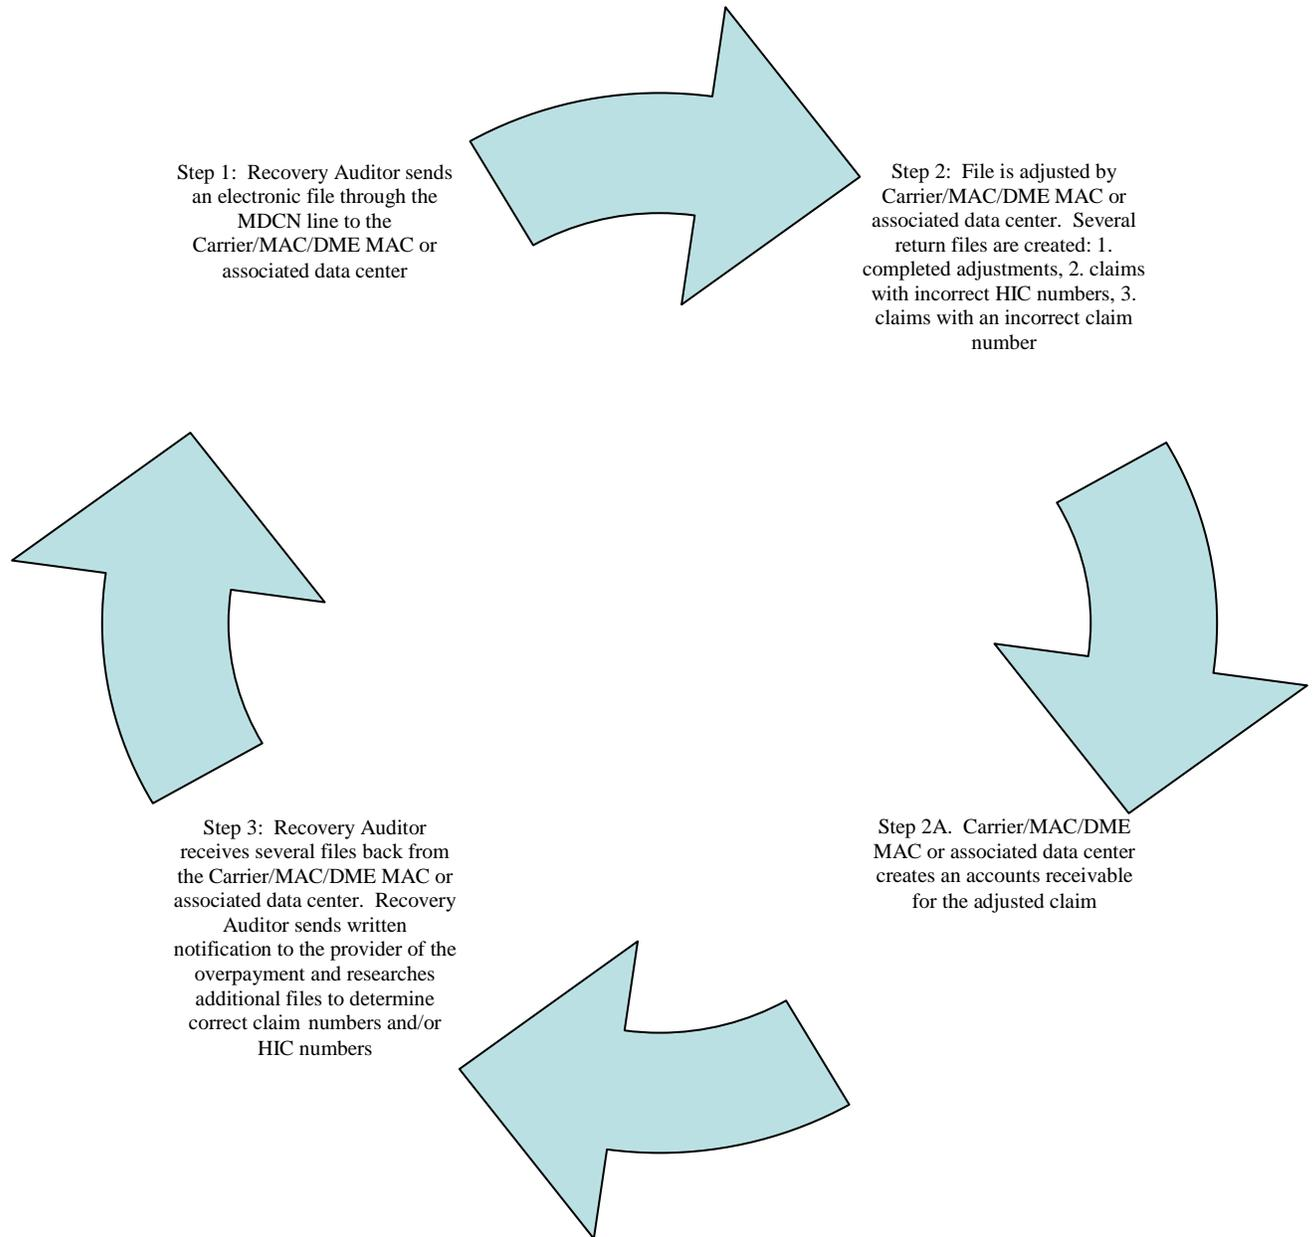 Step 1:  Recovery Auditor sends
an electronic file through the
MDCN line to the
Carrier/MAC/DME MAC or
associated data center
Step 2:  File is adjusted by
Carrier/MAC/DME MAC or
associated data center.  Several
return files are created: 1.
completed adjustments, 2. claims
with incorrect HIC numbers, 3.
claims with an incorrect claim
number
Step 2A.  Carrier/MAC/DME
MAC or associated data center
creates an accounts receivable
for the adjusted claim
Step 3:  Recovery Auditor
receives several files back from
the Carrier/MAC/DME MAC or
associated data center.  Recovery
Auditor sends written
notification to the provider of the
overpayment and researches
additional files to determine
correct claim numbers and/or
HIC numbers